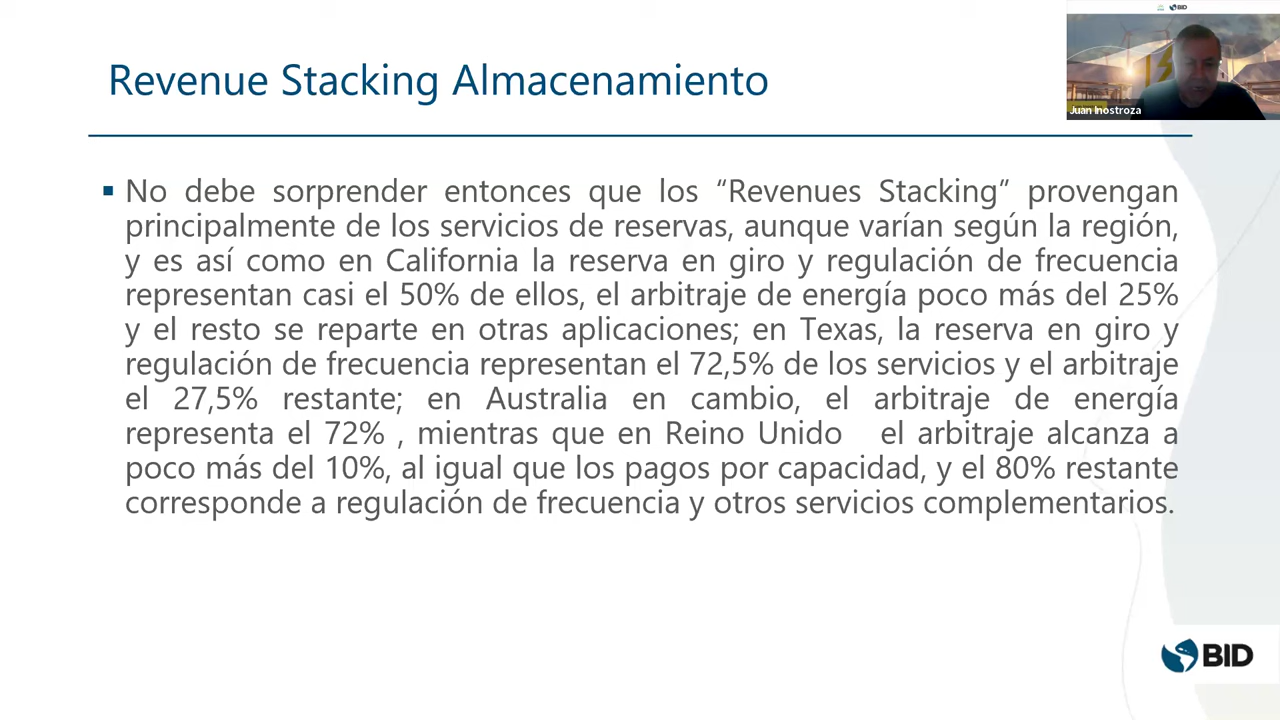 BID
Juan Inostroza
Revenue Stacking Almacenamiento
▪ No debe sorprender entonces que los “Revenues Stacking” provengan
principalmente de los servicios de reservas, aunque varían según la región,
y es así como en California la reserva en giro y regulación de frecuencia
representan casi el 50% de ellos, el arbitraje de energía poco más del 25%
y el resto se reparte en otras aplicaciones; en Texas, la reserva en giro y
regulación de frecuencia representan el 72,5% de los servicios y el arbitraje
el 27,5% restante; en Australia en cambio, el arbitraje de energía
representa el 72% , mientras que en Reino Unido el arbitraje alcanza a
poco más del 10%, al igual que los pagos por capacidad, y el 80% restante
corresponde a regulación de frecuencia y otros servicios complementarios.
BID